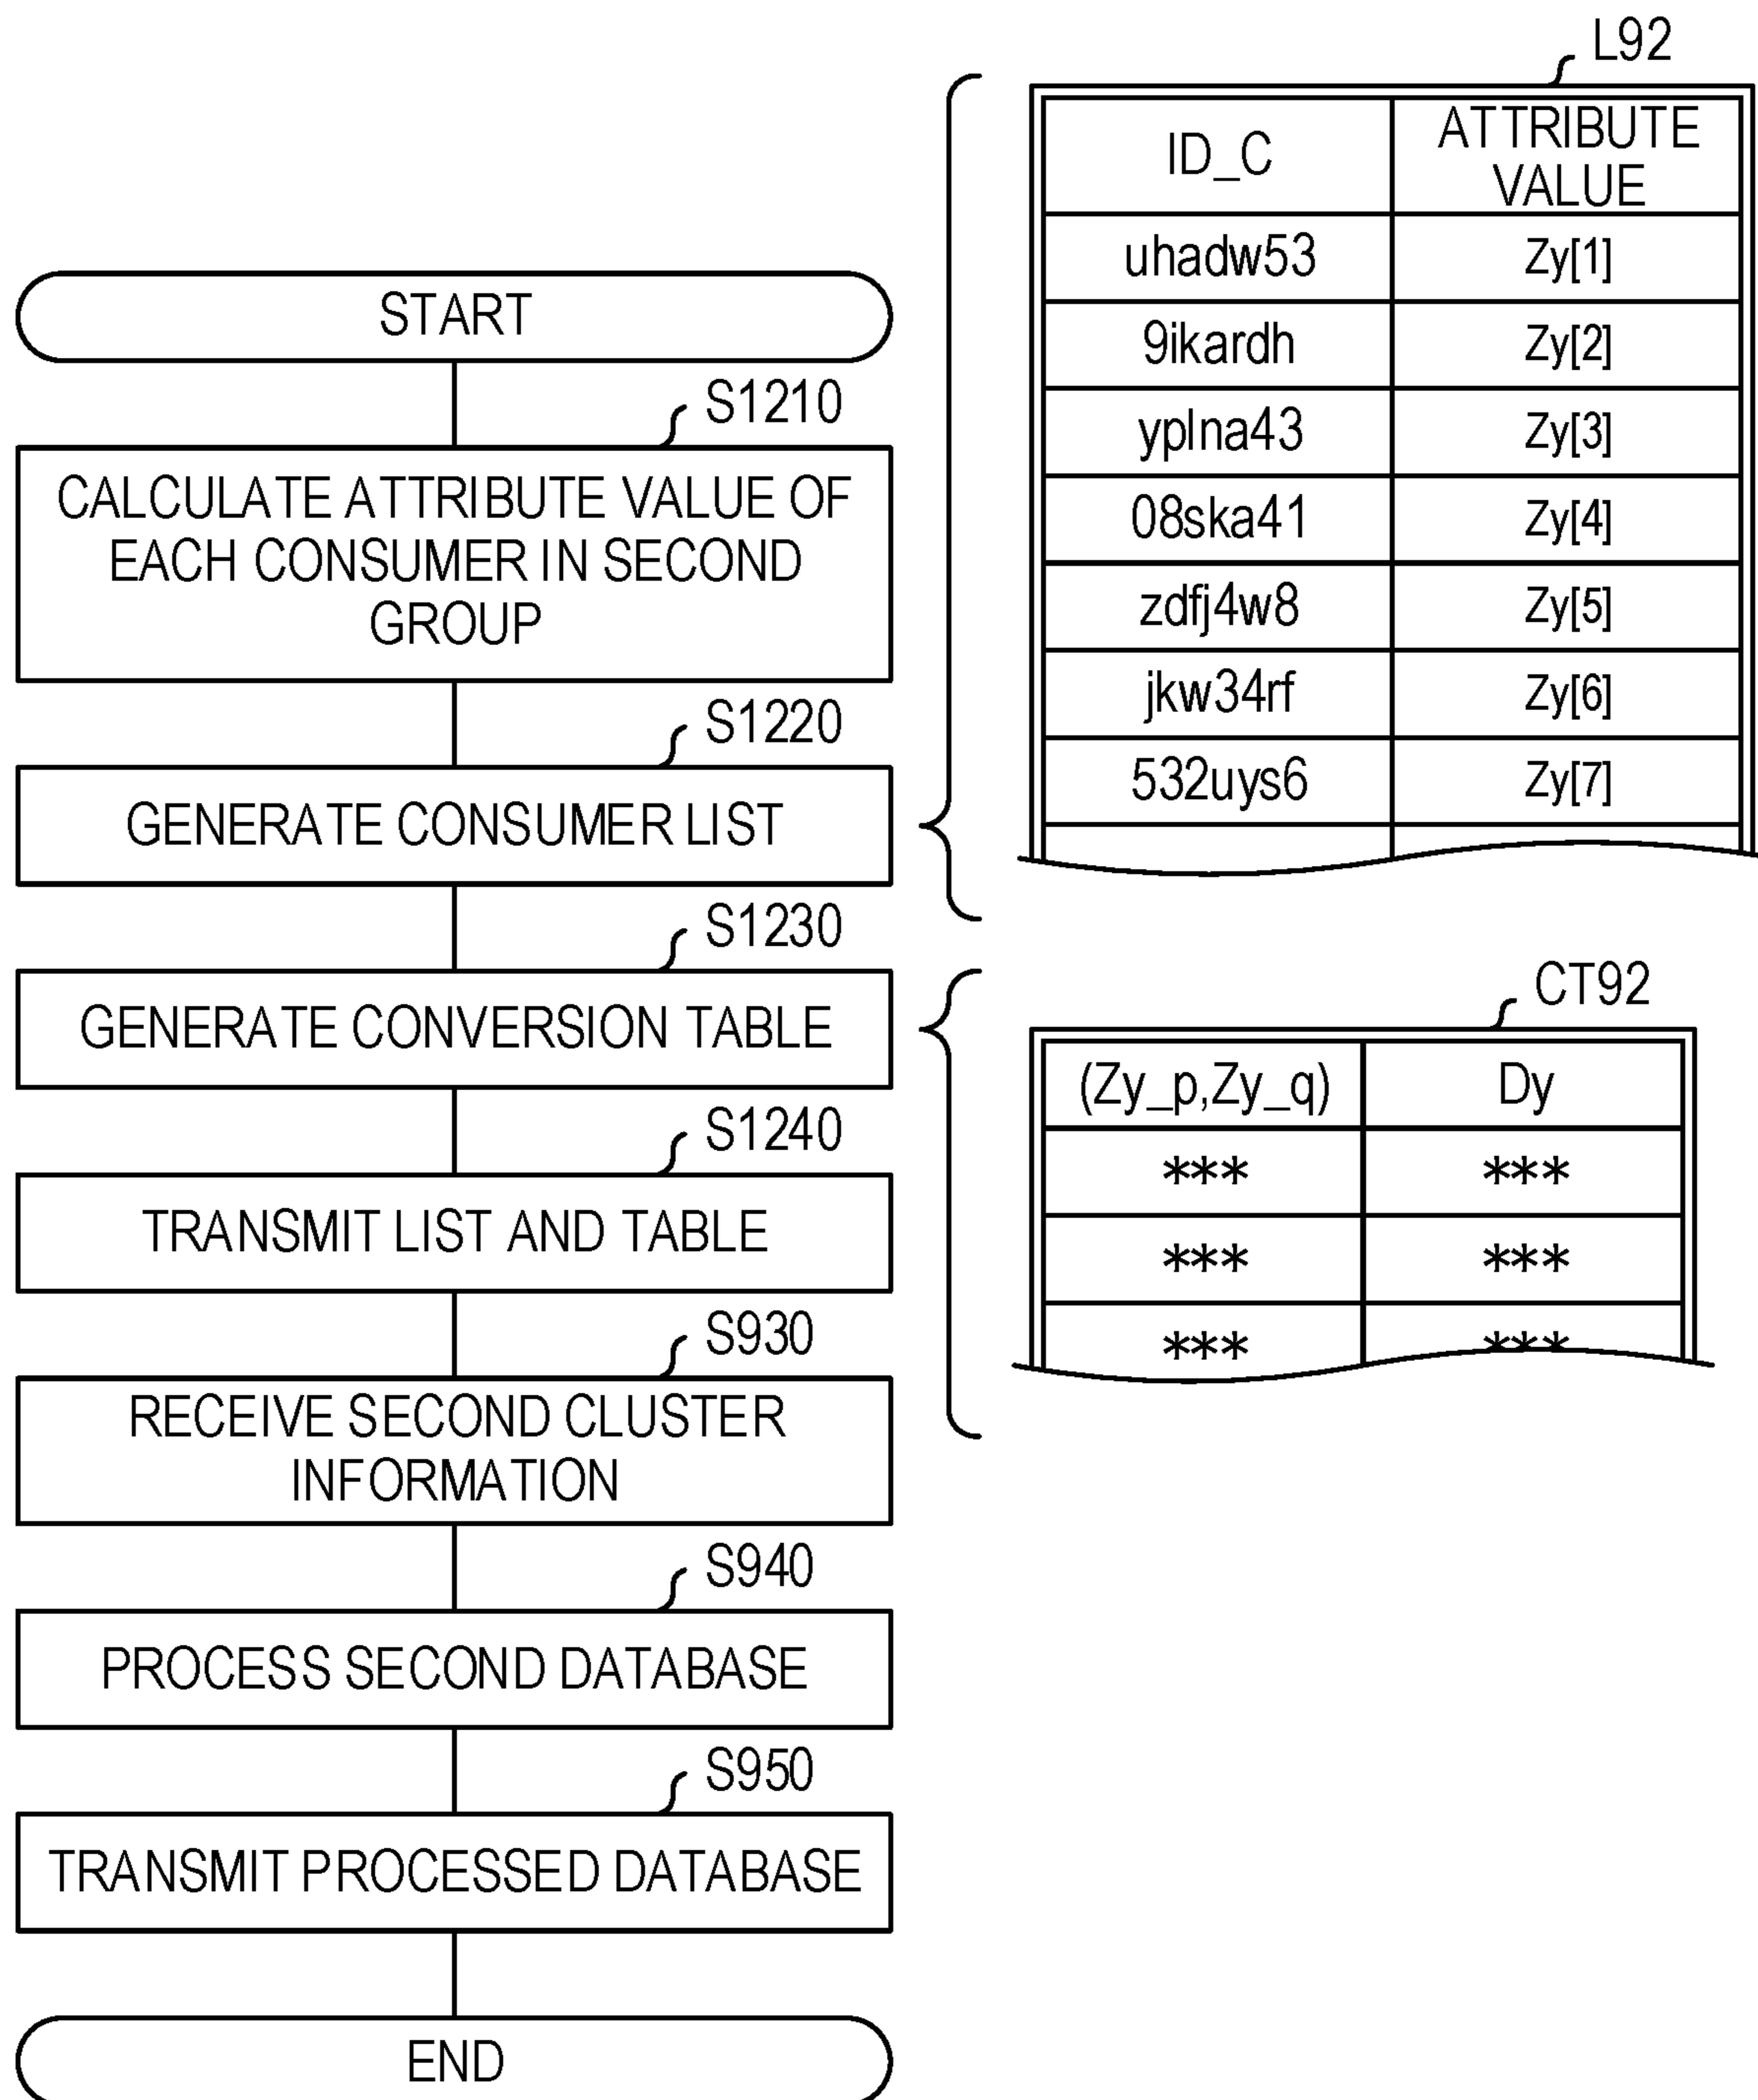 START
S1210
CALCULATE ATTRIBUTE VALUE OF
EACH CONSUMER IN SECOND
GROUP
S1220
GENERATE CONSUMER LIST
S1230
GENERATE CONVERSION TABLE
S1240
TRANSMIT LIST AND TABLE
S930
RECEIVE SECOND CLUSTER
INFORMATION
S940
PROCESS SECOND DATABASE
S950
TRANSMIT PROCESSED DATABASE
END
L92
ID_C ATTRIBUTE
VALUE
uhadw53 Zy[1]
9ikardh Zy[2]
yplna43 Zy[3]
08ska41 Zy[4]
zdfj4w8 Zy[5]
jkw34rf Zy[6]
532uys6 Zy[7]
CT92
(Zy_p,Zy_q) Dy
*** ***
*** ***
*** ***